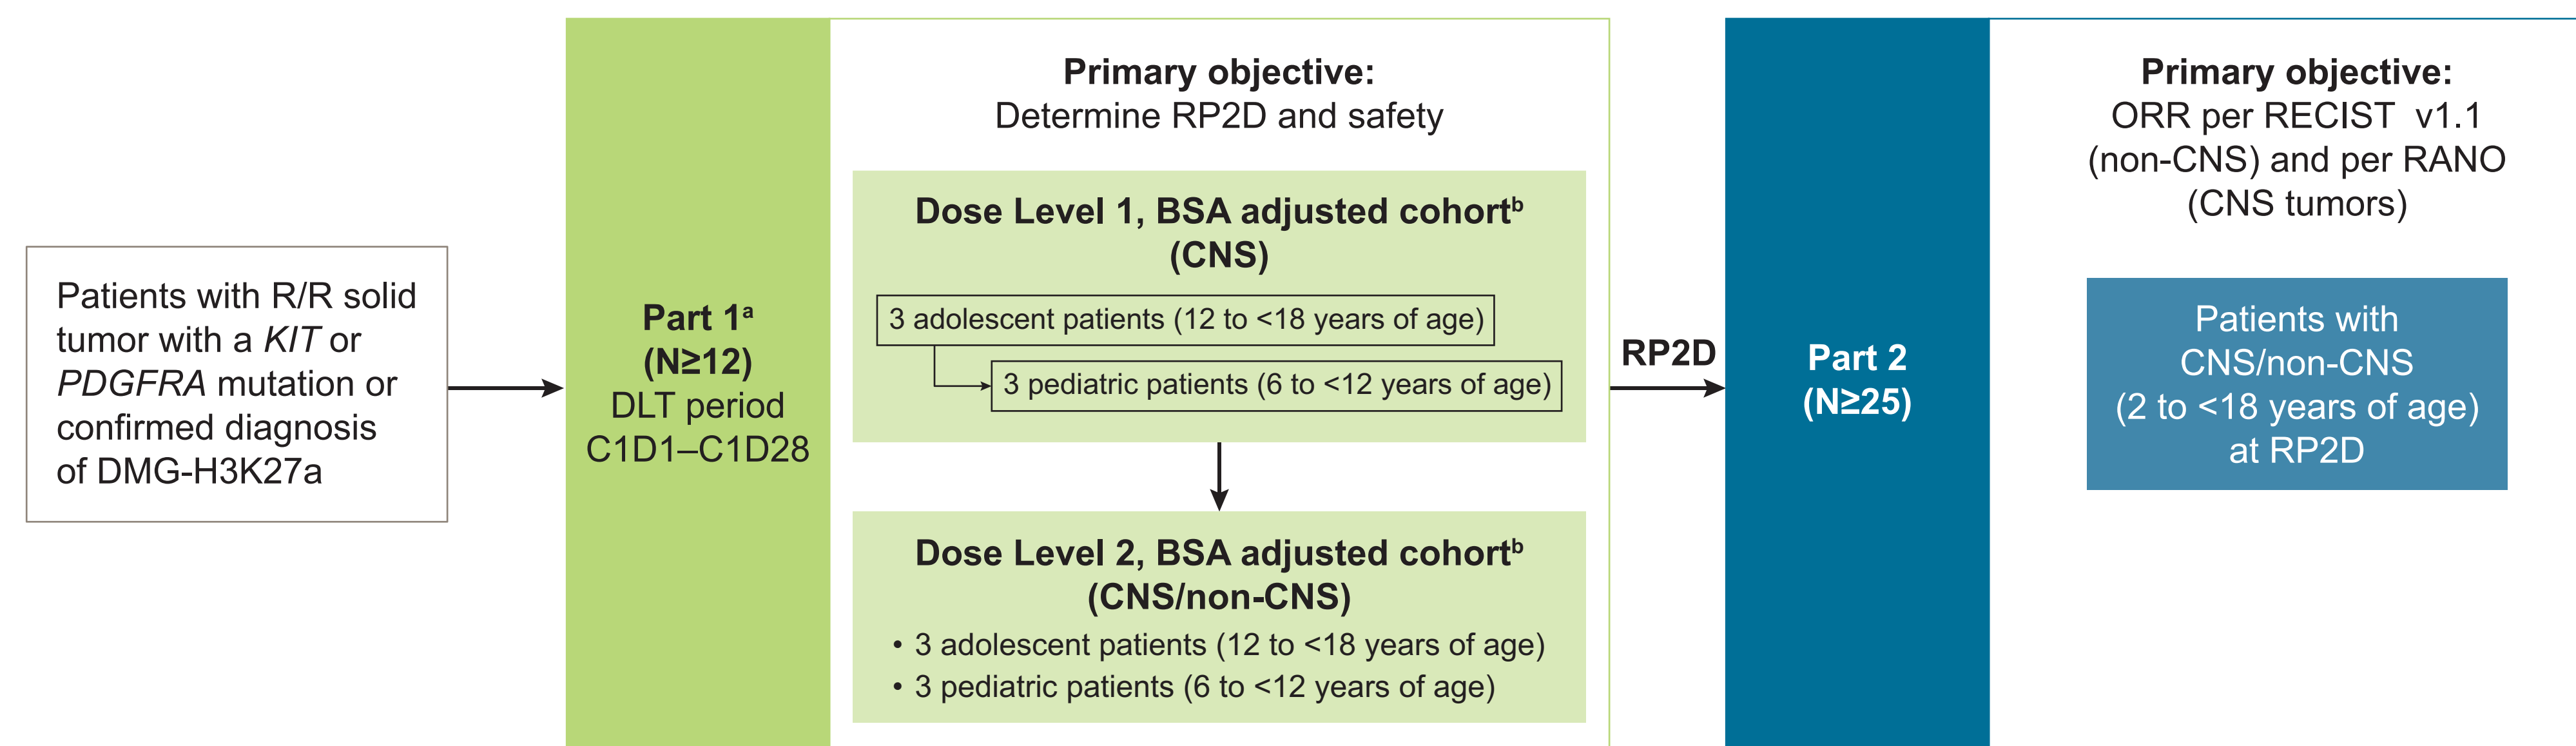 Patients with R/R solid
tumor with a KIT or
PDGFRA mutation or
confirmed diagnosis
of DMG-H3K27a
Part 1ᵃ
(N≥12)
DLT period
C1D1–C1D28
Primary objective:
Determine RP2D and safety
Dose Level 1, BSA adjusted cohortᵇ
(CNS)
3 adolescent patients (12 to <18 years of age)
3 pediatric patients (6 to <12 years of age)
Dose Level 2, BSA adjusted cohortᵇ
(CNS/non-CNS)
• 3 adolescent patients (12 to <18 years of age)
• 3 pediatric patients (6 to <12 years of age)
RP2D
Part 2
(N≥25)
Primary objective:
ORR per RECIST v1.1
(non-CNS) and per RANO
(CNS tumors)
Patients with
CNS/non-CNS
(2 to <18 years of age)
at RP2D